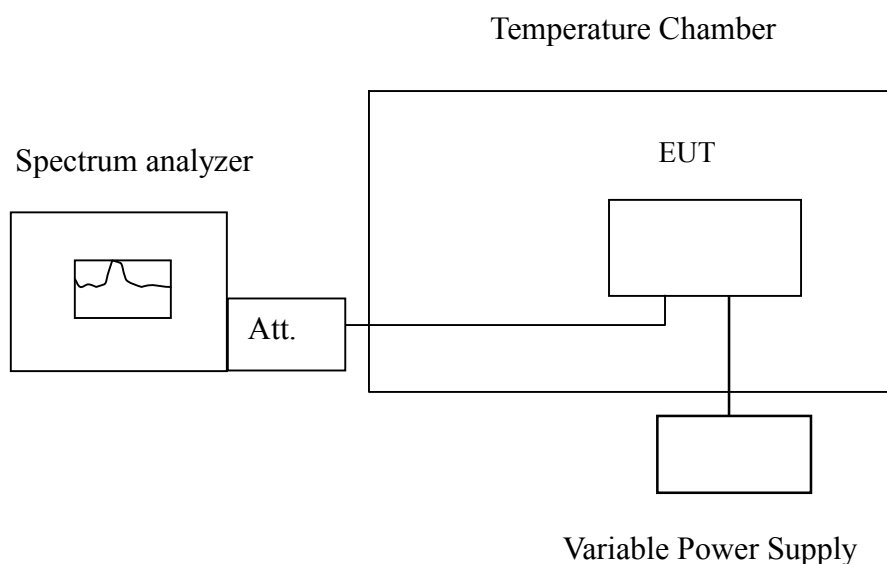 Temperature Chamber
Spectrum analyzer
EUT
Att.
Variable Power Supply